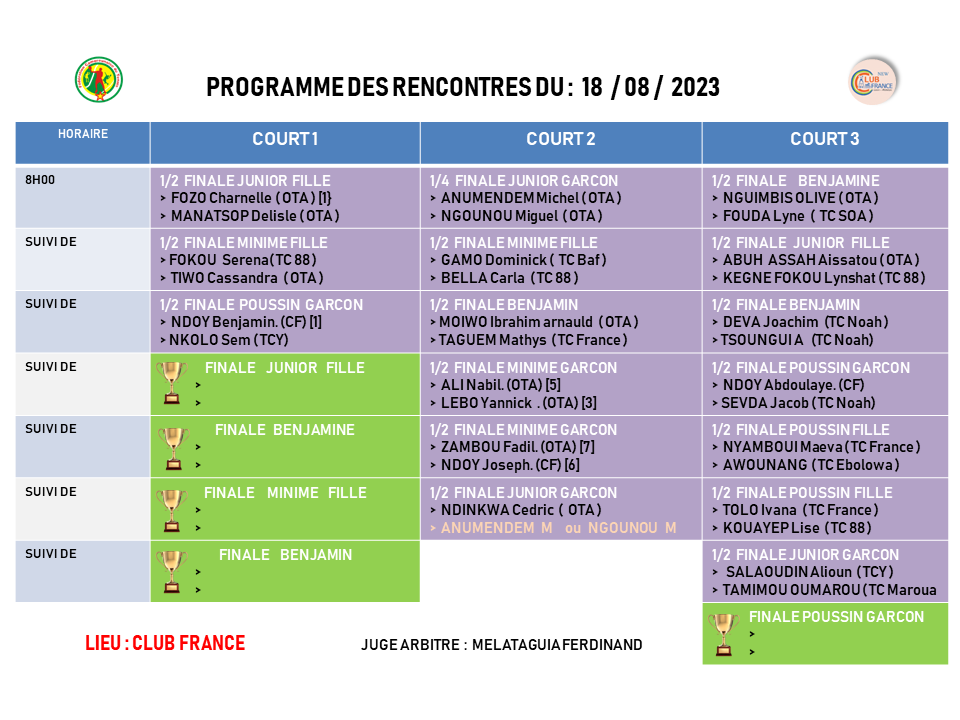 PROGRAMME DES RENCONTRES DU : 18 / 08 / 2023
CLUB
FRANCE
HORAIRE
COURT 1
COURT 2
COURT 3
8H00
1/2 FINALE JUNIOR FILLE
> FOZO Charnelle ( OTA ) [1}
> MANATSOP Delisle ( OTA )
1/4 FINALE JUNIOR GARCON
> ANUMENDEM Michel ( OTA )
> NGOUNOU Miguel ( OTA )
1/2 FINALE BENJAMINE
> NGUIMBIS OLIVE ( OTA )
> FOUDA Lyne ( TC SOA )
SUIVI DE
1/2 FINALE MINIME FILLE
> FOKOU Serena ( TC 88 )
> TIWO Cassandra ( OTA )
1/2 FINALE MINIME FILLE
> GAMO Dominick ( TC Baf )
> BELLA Carla ( TC 88 )
1/2 FINALE JUNIOR FILLE
> ABUH ASSAH Aissatou ( OTA )
> KEGNE FOKOU Lynshat ( TC 88 )
SUIVI DE
1/2 FINALE POUSSIN GARCON
> NDOY Benjamin. (CF) [1]
> NKOLO Sem (TCY)
1/2 FINALE BENJAMIN
> MOIWO Ibrahim arnauld ( OTA )
> TAGUEM Mathys ( TC France )
1/2 FINALE BENJAMIN
> DEVA Joachim (TC Noah )
> TSOUNGUI A (TC Noah)
SUIVI DE
FINALE JUNIOR FILLE
>
>
1/2 FINALE MINIME GARCON
> ALI Nabil. (OTA) [5]
> LEBO Yannick . (OTA) [3]
1/2 FINALE POUSSIN GARCON
> NDOY Abdoulaye. (CF)
> SEVDA Jacob ( TC Noah)
SUIVI DE
FINALE BENJAMINE
>
>
1/2 FINALE MINIME GARCON
> ZAMBOU Fadil. (OTA) [7]
> NDOY Joseph. (CF) [6]
1/2 FINALE POUSSIN FILLE
> NYAMBOUI Maeva ( TC France )
> AWOUNANG ( TC Ebolowa )
SUIVI DE
FINALE MINIME FILLE
>
>
1/2 FINALE JUNIOR GARCON
> NDINKWA Cedric ( OTA )
> ANUMENDEM M ou NGOUNOU M
1/2 FINALE POUSSIN FILLE
> TOLO Ivana ( TC France )
> KOUAYEP Lise ( TC 88 )
SUIVI DE
FINALE BENJAMIN
>
>
1/2 FINALE JUNIOR GARCON
> SALAOUDIN Alioun ( TCY )
> TAMIMOU OUMAROU ( TC Maroua
FINALE POUSSIN GARCON
>
>
LIEU : CLUB FRANCE
JUGE ARBITRE : MELATAGUIA FERDINAND